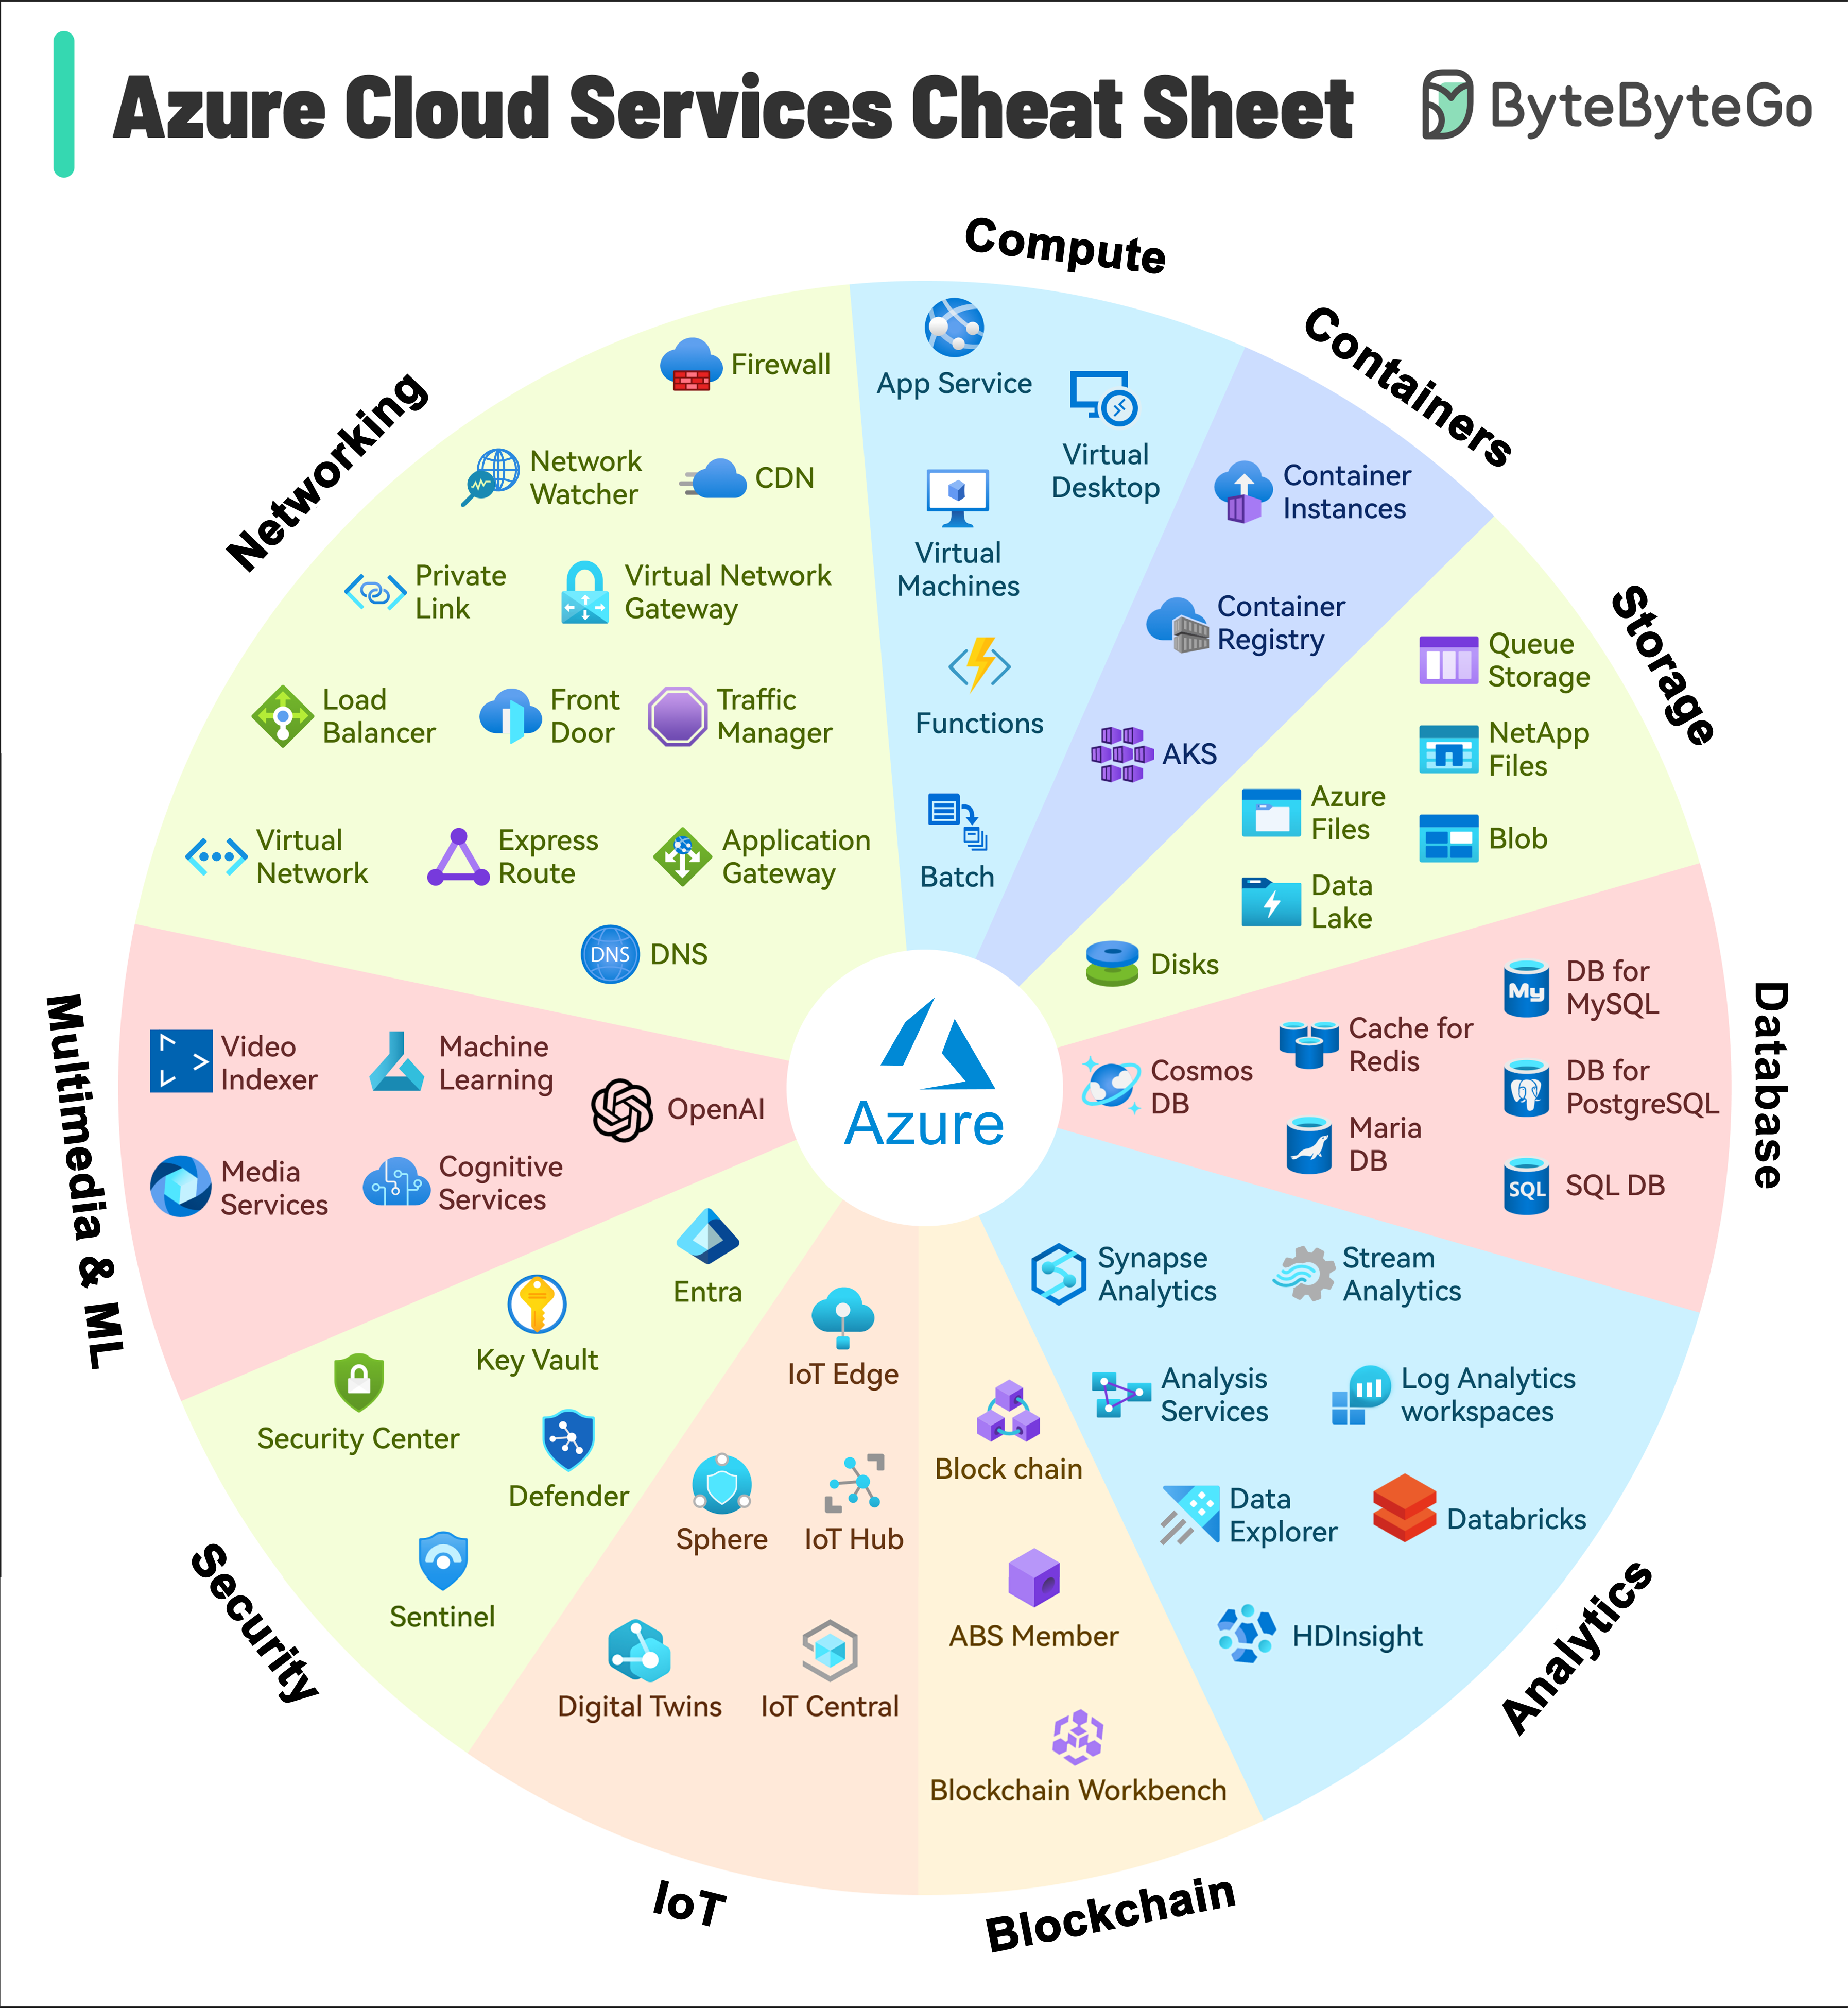 Azure Cloud Services Cheat Sheet
ByteByteGo
Compute
App Service
Virtual
Desktop
Virtual
Machines
Functions
Batch
Containers
Container
Instances
Container
Registry
AKS
Storage
Queue
Storage
NetApp
Files
Azure
Files
Blob
Data
Lake
Disks
Database
DB for
MySQL
My
Cache for
Redis
Cosmos
DB
DB for
PostgreSQL
Maria
DB
SQL
SQL DB
Analytics
Synapse
Analytics
Stream
Analytics
Analysis
Services
Log Analytics
workspaces
Data
Explorer
Databricks
HDInsight
Blockchain
Block chain
ABS Member
Blockchain Workbench
IoT
IoT Edge
Sphere
IoT Hub
Digital Twins
IoT Central
Security
Entra
Key Vault
Security Center
Defender
Sentinel
Multimedia & ML
Video
Indexer
Machine
Learning
OpenAI
Media
Services
Cognitive
Services
Networking
Firewall
Network
Watcher
CDN
Private
Link
Virtual Network
Gateway
Load
Balancer
Front
Door
Traffic
Manager
Virtual
Network
Express
Route
Application
Gateway
DNS
DNS
Azure